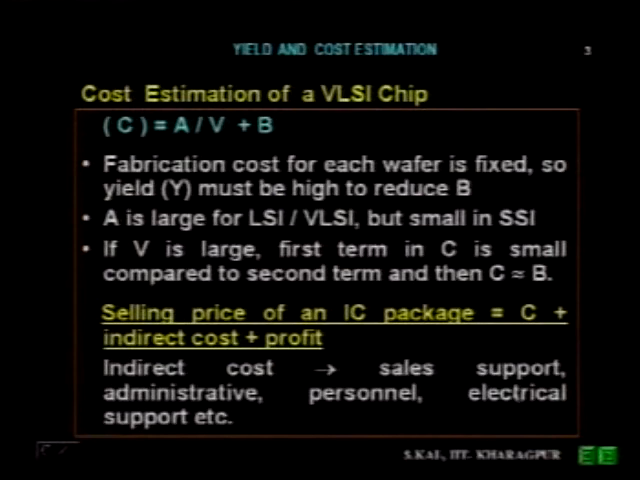 YIELD AND COST ESTIMATION
3
Cost Estimation of a VLSI Chip
( C ) = A / V + B
• Fabrication cost for each wafer is fixed, so
yield (Y) must be high to reduce B
• A is large for LSI / VLSI, but small in SSI
• If V is large, first term in C is small
compared to second term and then C ≈ B.
Selling price of an IC package = C +
indirect cost + profit
Indirect cost → sales support,
administrative, personnel, electrical
support etc.
S.KAL, IIT. KHARAGPUR